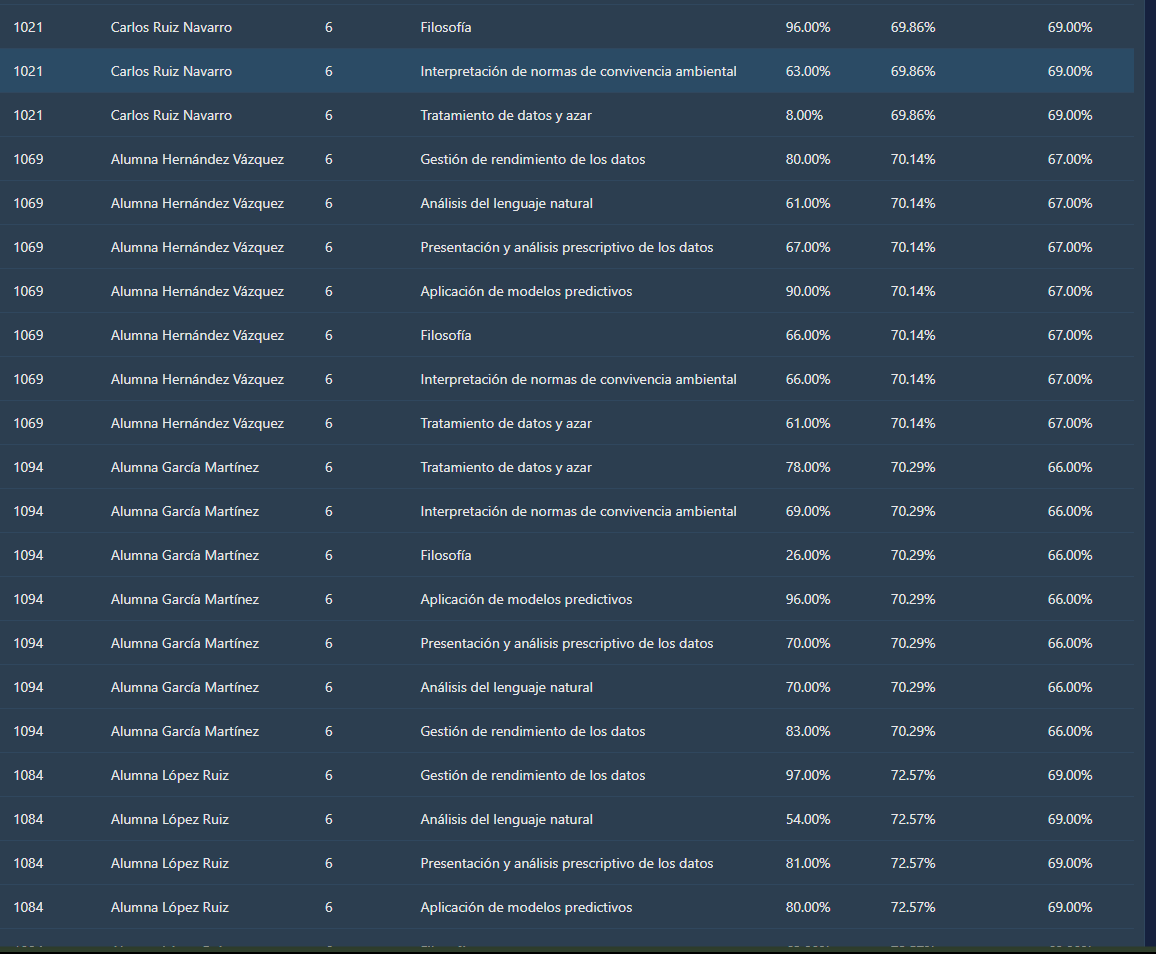 1021 Carlos Ruiz Navarro 6 Filosofía 96.00% 69.86% 69.00%
1021 Carlos Ruiz Navarro 6 Interpretación de normas de convivencia ambiental 63.00% 69.86% 69.00%
1021 Carlos Ruiz Navarro 6 Tratamiento de datos y azar 8.00% 69.86% 69.00%
1069 Alumna Hernández Vázquez 6 Gestión de rendimiento de los datos 80.00% 70.14% 67.00%
1069 Alumna Hernández Vázquez 6 Análisis del lenguaje natural 61.00% 70.14% 67.00%
1069 Alumna Hernández Vázquez 6 Presentación y análisis prescriptivo de los datos 67.00% 70.14% 67.00%
1069 Alumna Hernández Vázquez 6 Aplicación de modelos predictivos 90.00% 70.14% 67.00%
1069 Alumna Hernández Vázquez 6 Filosofía 66.00% 70.14% 67.00%
1069 Alumna Hernández Vázquez 6 Interpretación de normas de convivencia ambiental 66.00% 70.14% 67.00%
1069 Alumna Hernández Vázquez 6 Tratamiento de datos y azar 61.00% 70.14% 67.00%
1094 Alumna García Martínez 6 Tratamiento de datos y azar 78.00% 70.29% 66.00%
1094 Alumna García Martínez 6 Interpretación de normas de convivencia ambiental 69.00% 70.29% 66.00%
1094 Alumna García Martínez 6 Filosofía 26.00% 70.29% 66.00%
1094 Alumna García Martínez 6 Aplicación de modelos predictivos 96.00% 70.29% 66.00%
1094 Alumna García Martínez 6 Presentación y análisis prescriptivo de los datos 70.00% 70.29% 66.00%
1094 Alumna García Martínez 6 Análisis del lenguaje natural 70.00% 70.29% 66.00%
1094 Alumna García Martínez 6 Gestión de rendimiento de los datos 83.00% 70.29% 66.00%
1084 Alumna López Ruiz 6 Gestión de rendimiento de los datos 97.00% 72.57% 69.00%
1084 Alumna López Ruiz 6 Análisis del lenguaje natural 54.00% 72.57% 69.00%
1084 Alumna López Ruiz 6 Presentación y análisis prescriptivo de los datos 81.00% 72.57% 69.00%
1084 Alumna López Ruiz 6 Aplicación de modelos predictivos 80.00% 72.57% 69.00%